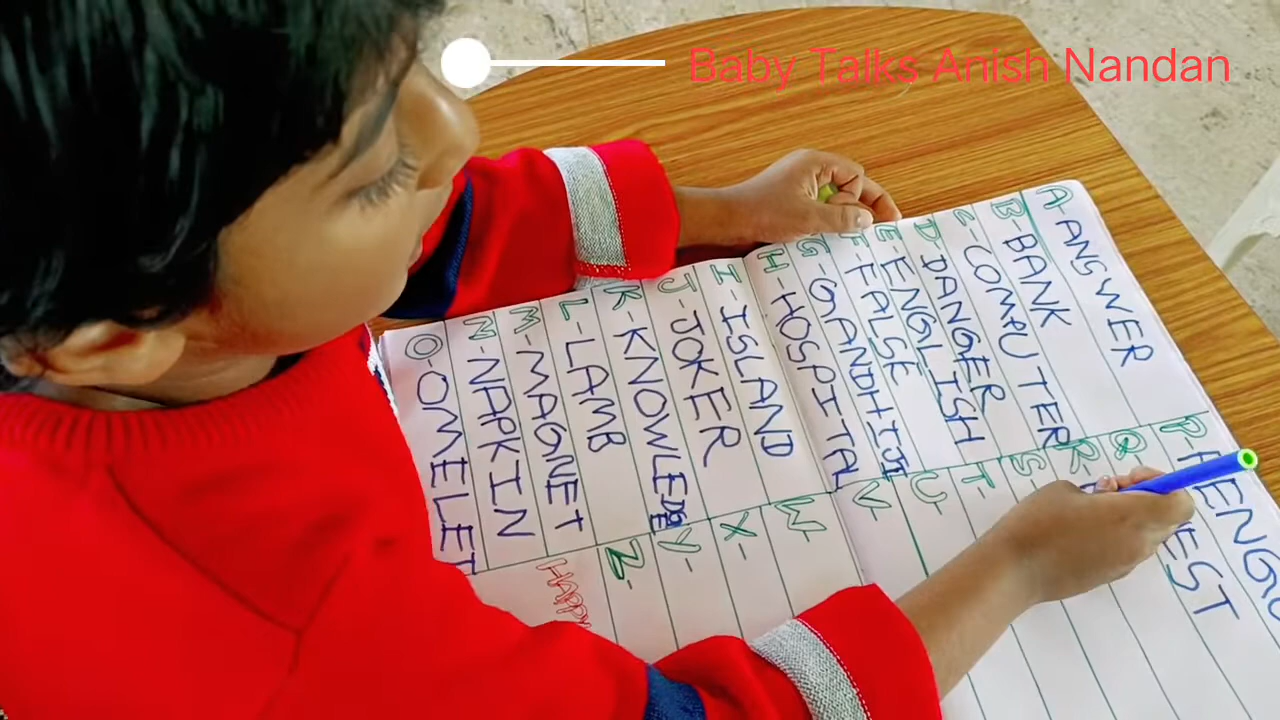 Baby Talks Anish Nandan
A-ANSWER
B-BANK
C-COMPUTER
D-DANGER
E-ENGLISH
F-FALSE
G-GANDHIJI
H-HOSPITAL
I-ISLAND
J-JOKER
K-KNOWLEDGE
L-LAMB
M-MAGNET
N-NAPKIN
O-OMELET
P-PENGU
Q
R-
S-
T-
U-
V-
W-
X-
Y-
Z-
HAPPY